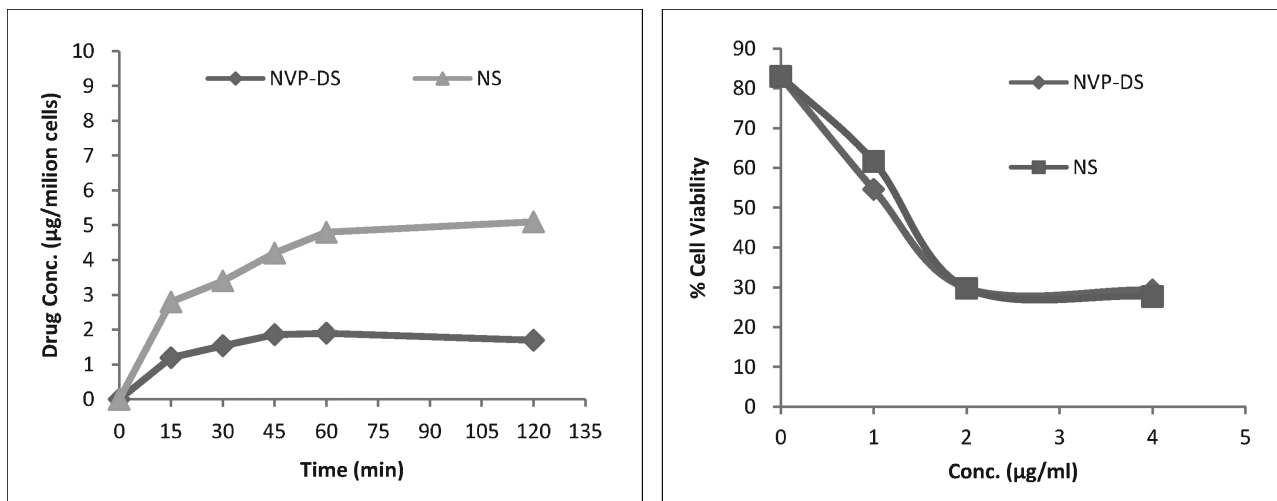 10
9
8
7
6
5
4
3
2
1
0
Drug Conc. (µg/milion cells)
NVP-DS
NS
0 15 30 45 60 75 90 105 120 135
Time (min)
90
80
70
60
50
40
30
20
10
0
% Cell Viability
NVP-DS
NS
0 1 2 3 4 5
Conc. (µg/ml)